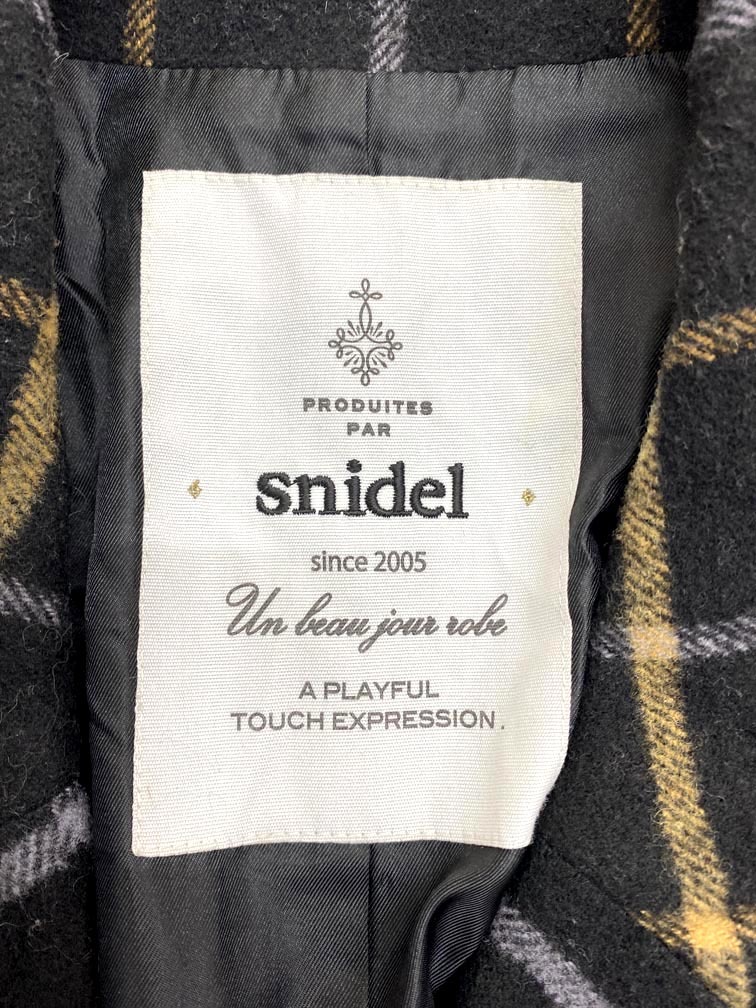 PRODUITES
PAR
snidel
since 2005
Un beau jour robe
A PLAYFUL
TOUCH EXPRESSION.